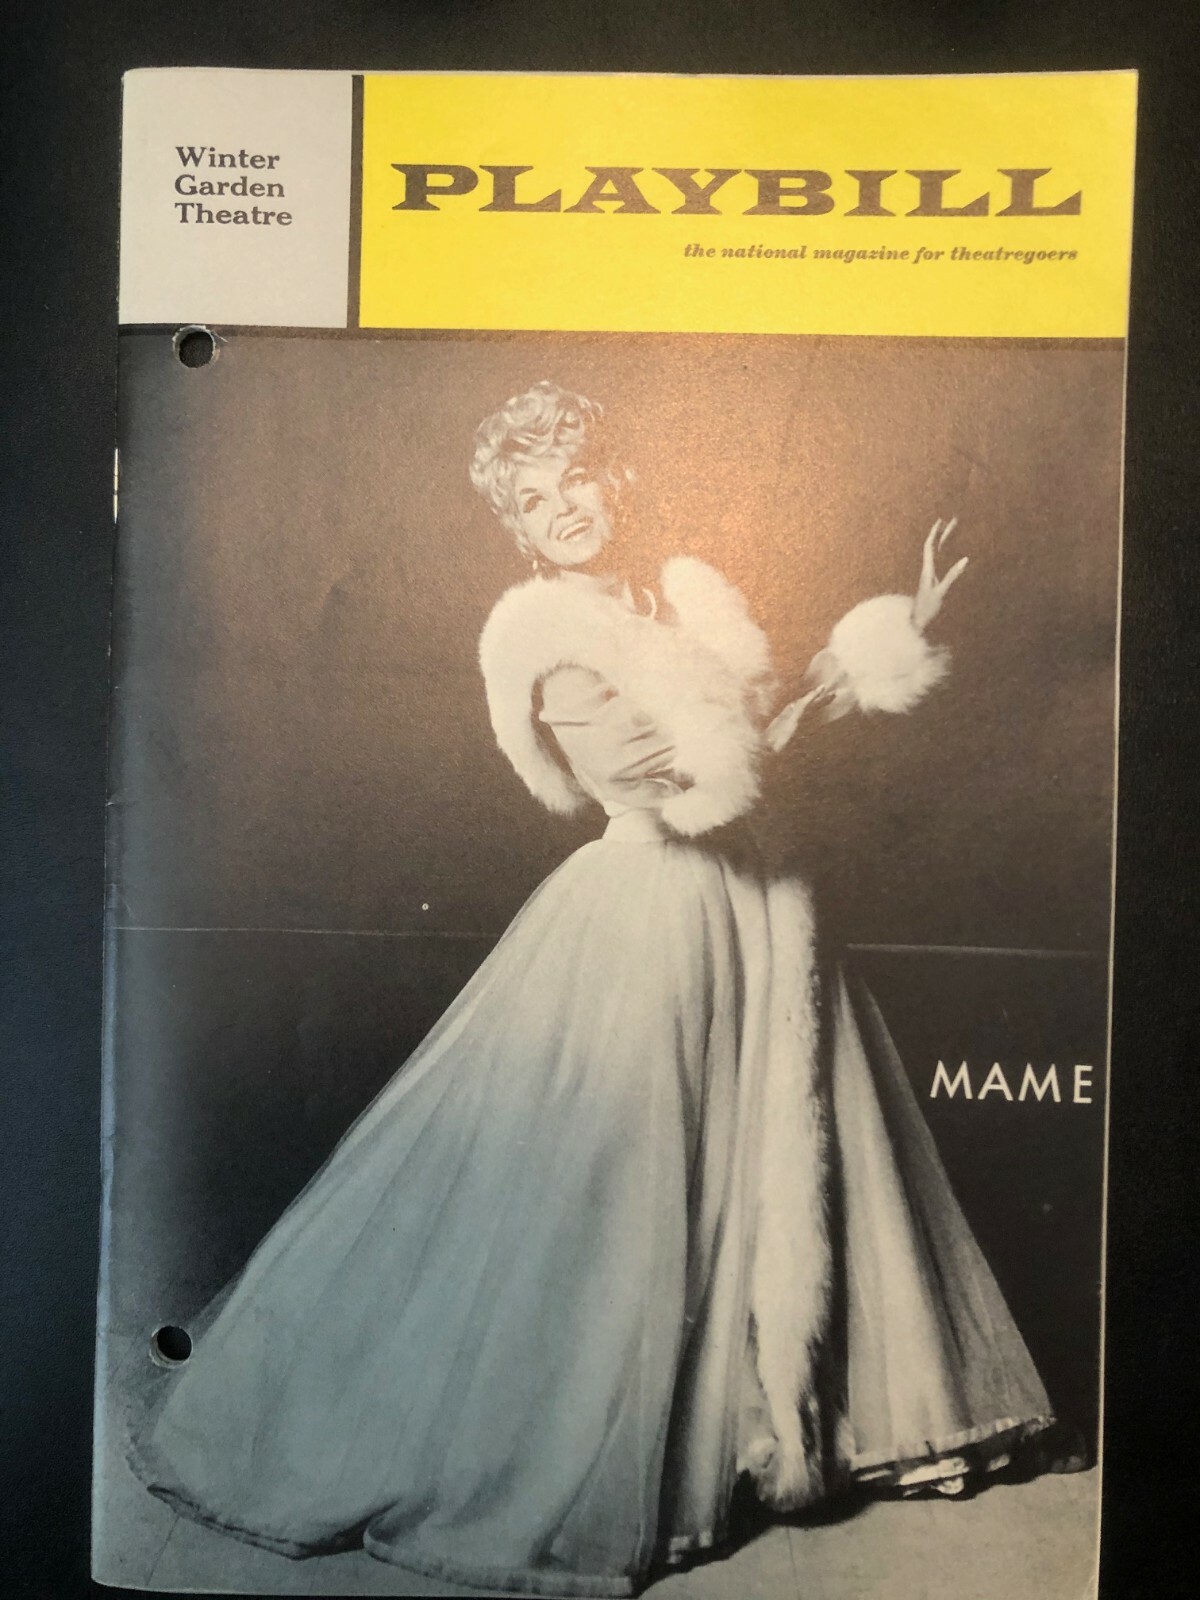 Winter
Garden
Theatre
PLAYBILL
the national magazine for theatregoers
MAME